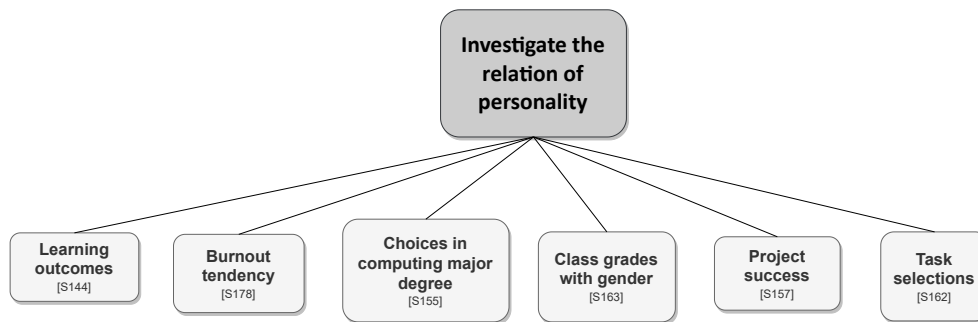 Investigate the
relation of
personality
Learning
outcomes
[S144]
Burnout
tendency
[S178]
Choices in
computing major
degree
[S155]
Class grades
with gender
[S163]
Project
success
[S157]
Task
selections
[S162]